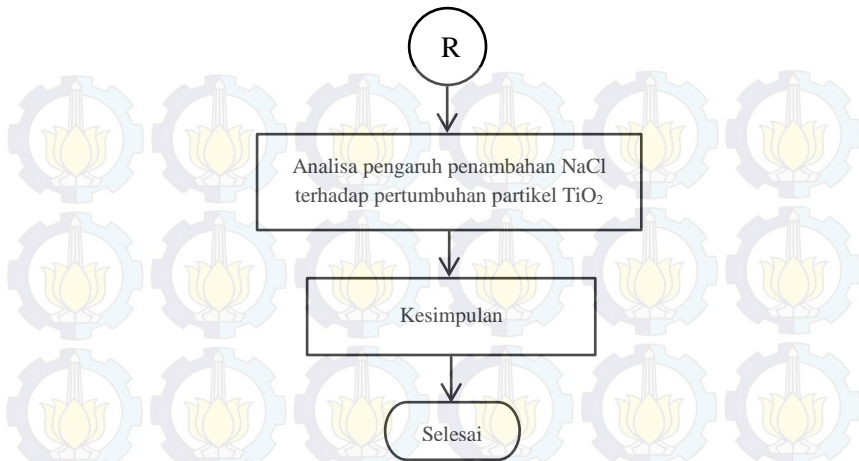 R
Analisa pengaruh penambahan NaCl
terhadap pertumbuhan partikel TiO₂
Kesimpulan
Selesai